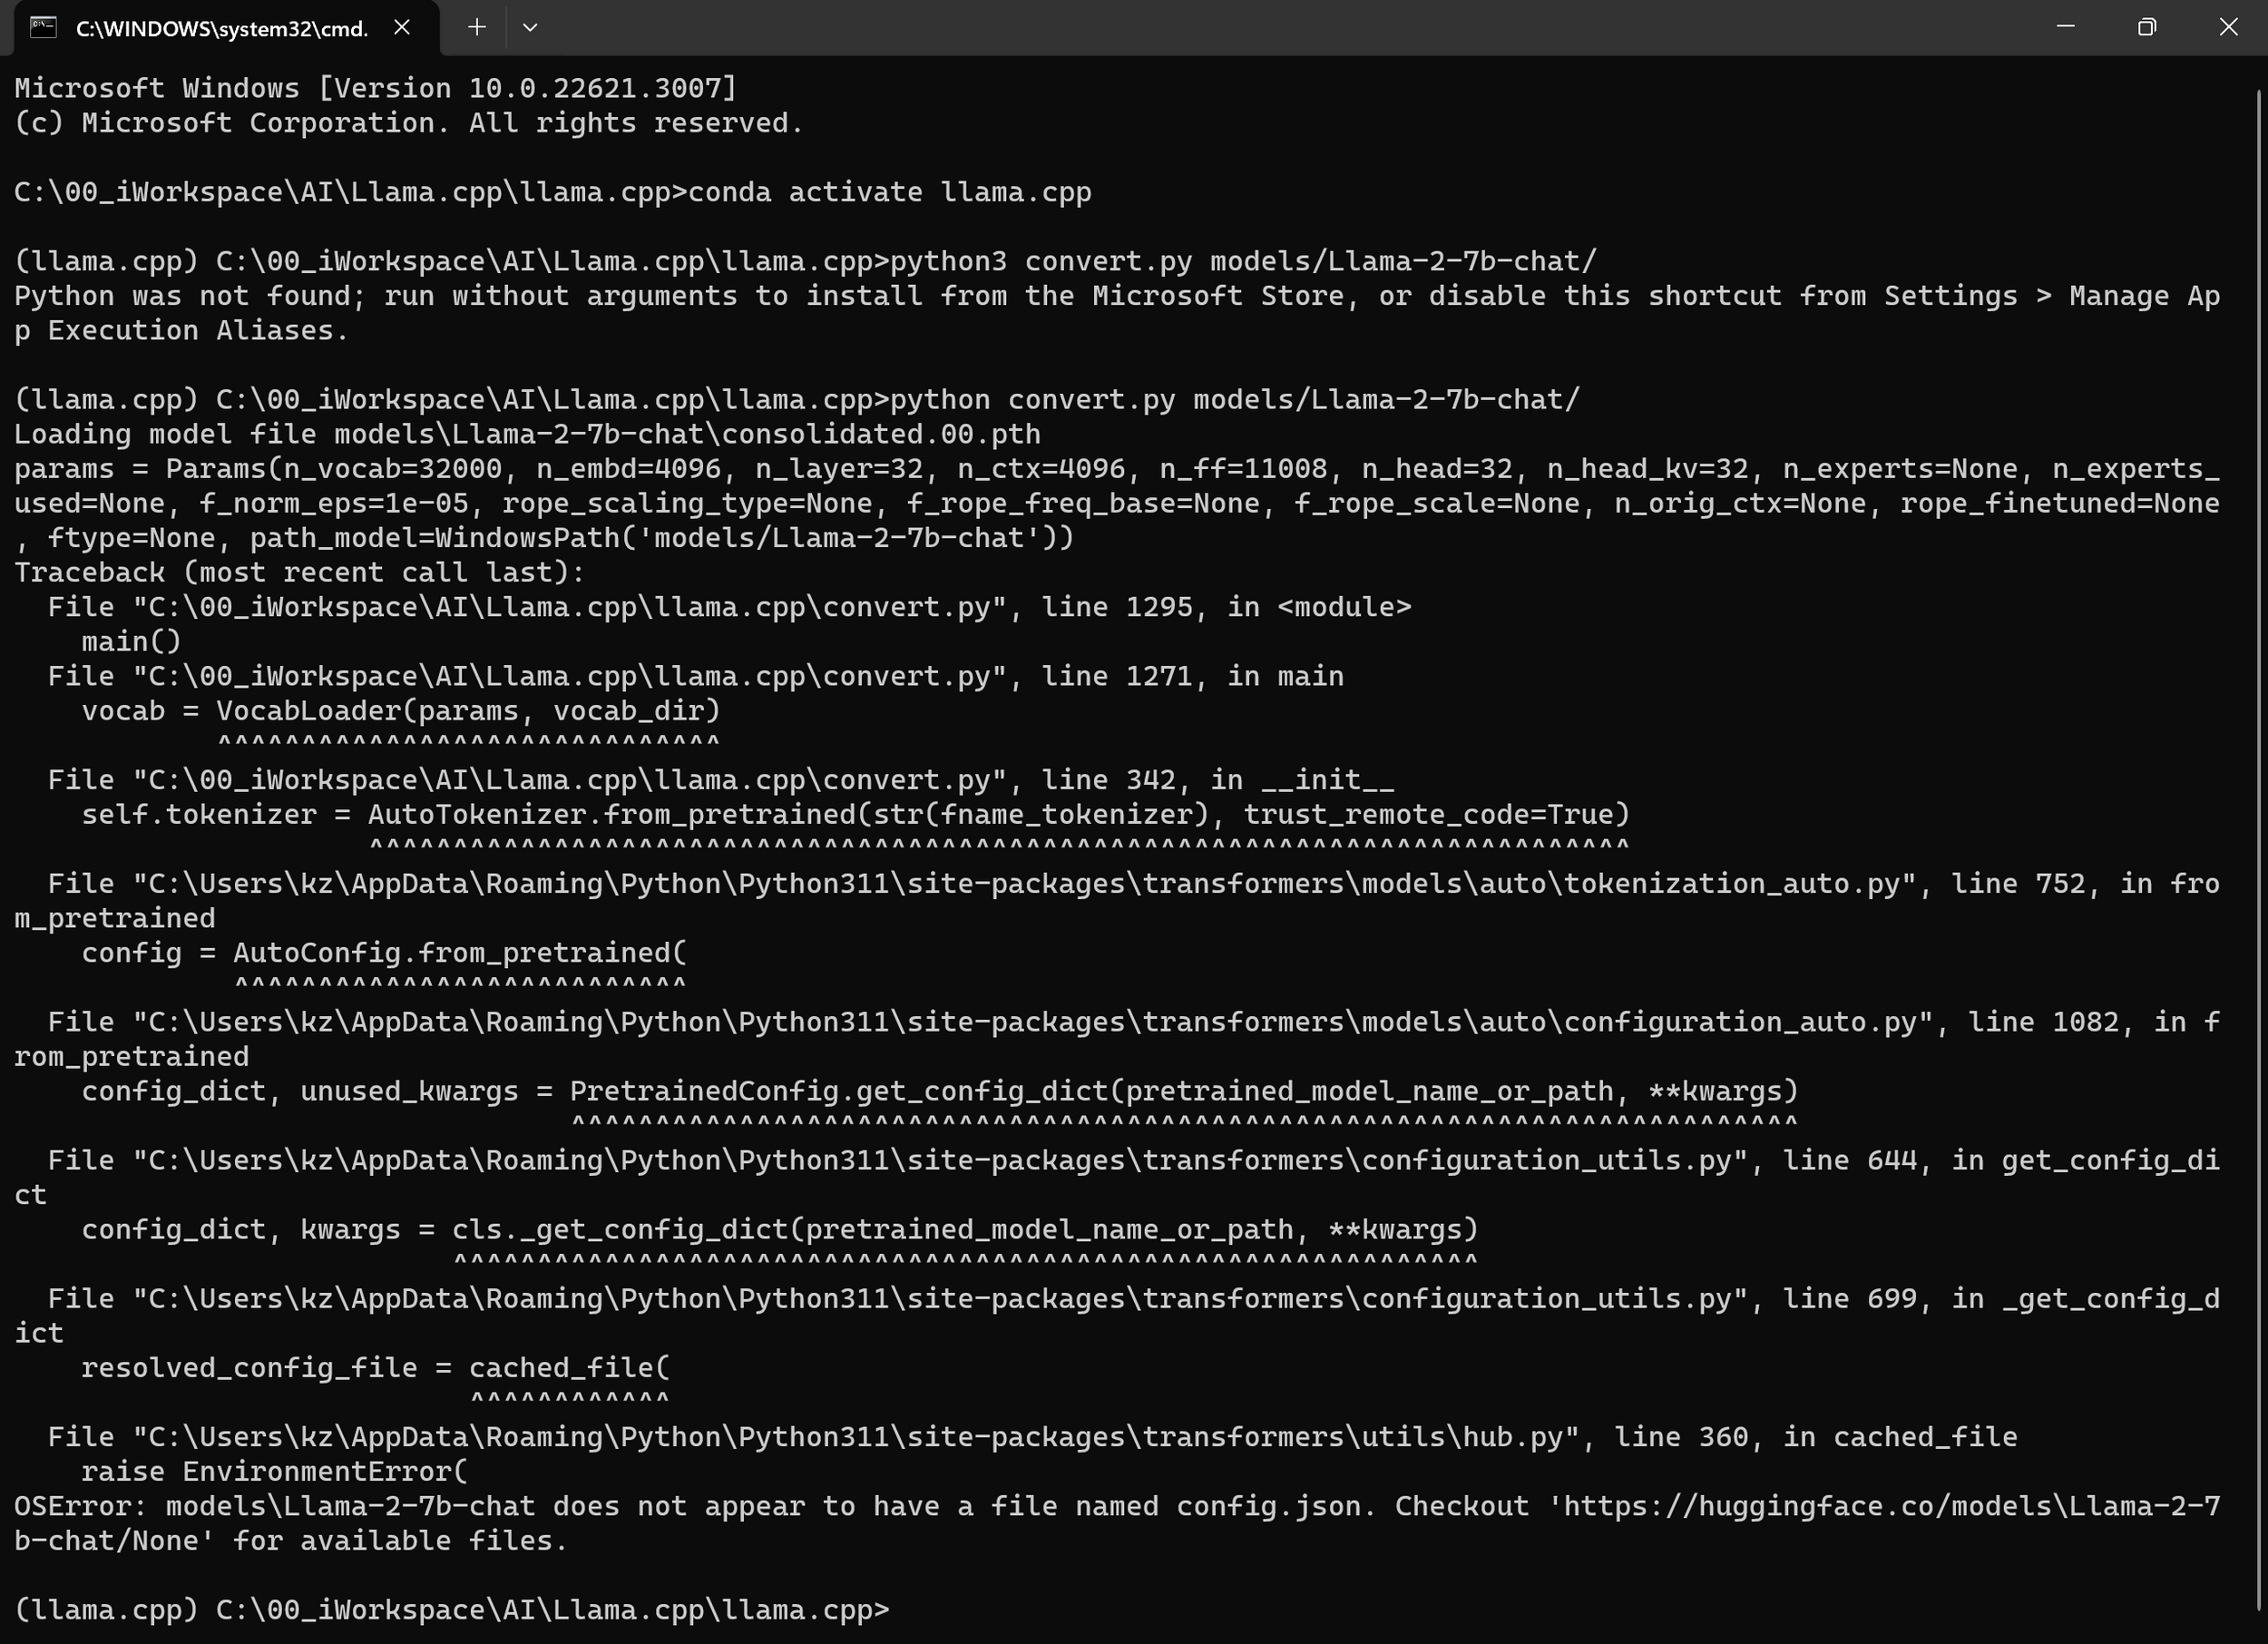 C:\WINDOWS\system32\cmd.
Microsoft Windows [Version 10.0.22621.3007]
(c) Microsoft Corporation. All rights reserved.
C:\00_iWorkspace\AI\Llama.cpp\llama.cpp>conda activate llama.cpp
(llama.cpp) C:\00_iWorkspace\AI\Llama.cpp\llama.cpp>python3 convert.py models/Llama-2-7b-chat/
Python was not found; run without arguments to install from the Microsoft Store, or disable this shortcut from Settings > Manage Ap
p Execution Aliases.
(llama.cpp) C:\00_iWorkspace\AI\Llama.cpp\llama.cpp>python convert.py models/Llama-2-7b-chat/
Loading model file models\Llama-2-7b-chat\consolidated.00.pth
params = Params(n_vocab=32000, n_embd=4096, n_layer=32, n_ctx=4096, n_ff=11008, n_head=32, n_head_kv=32, n_experts=None, n_experts_
used=None, f_norm_eps=1e-05, rope_scaling_type=None, f_rope_freq_base=None, f_rope_scale=None, n_orig_ctx=None, rope_finetuned=None
, ftype=None, path_model=WindowsPath('models/Llama-2-7b-chat'))
Traceback (most recent call last):
  File "C:\00_iWorkspace\AI\Llama.cpp\llama.cpp\convert.py", line 1295, in <module>
    main()
  File "C:\00_iWorkspace\AI\Llama.cpp\llama.cpp\convert.py", line 1271, in main
    vocab = VocabLoader(params, vocab_dir)
            ^^^^^^^^^^^^^^^^^^^^^^^^^^^^^^
  File "C:\00_iWorkspace\AI\Llama.cpp\llama.cpp\convert.py", line 342, in __init__
    self.tokenizer = AutoTokenizer.from_pretrained(str(fname_tokenizer), trust_remote_code=True)
                     ^^^^^^^^^^^^^^^^^^^^^^^^^^^^^^^^^^^^^^^^^^^^^^^^^^^^^^^^^^^^^^^^^^^^^^^^^^^
  File "C:\Users\kz\AppData\Roaming\Python\Python311\site-packages\transformers\models\auto\tokenization_auto.py", line 752, in fro
m_pretrained
    config = AutoConfig.from_pretrained(
             ^^^^^^^^^^^^^^^^^^^^^^^^^^^
  File "C:\Users\kz\AppData\Roaming\Python\Python311\site-packages\transformers\models\auto\configuration_auto.py", line 1082, in f
rom_pretrained
    config_dict, unused_kwargs = PretrainedConfig.get_config_dict(pretrained_model_name_or_path, **kwargs)
                                 ^^^^^^^^^^^^^^^^^^^^^^^^^^^^^^^^^^^^^^^^^^^^^^^^^^^^^^^^^^^^^^^^^^^^^^^^^
  File "C:\Users\kz\AppData\Roaming\Python\Python311\site-packages\transformers\configuration_utils.py", line 644, in get_config_di
ct
    config_dict, kwargs = cls._get_config_dict(pretrained_model_name_or_path, **kwargs)
                          ^^^^^^^^^^^^^^^^^^^^^^^^^^^^^^^^^^^^^^^^^^^^^^^^^^^^^^^^^^^^^
  File "C:\Users\kz\AppData\Roaming\Python\Python311\site-packages\transformers\configuration_utils.py", line 699, in _get_config_d
ict
    resolved_config_file = cached_file(
                           ^^^^^^^^^^^^
  File "C:\Users\kz\AppData\Roaming\Python\Python311\site-packages\transformers\utils\hub.py", line 360, in cached_file
    raise EnvironmentError(
OSError: models\Llama-2-7b-chat does not appear to have a file named config.json. Checkout 'https://huggingface.co/models\Llama-2-7
b-chat/None' for available files.
(llama.cpp) C:\00_iWorkspace\AI\Llama.cpp\llama.cpp>